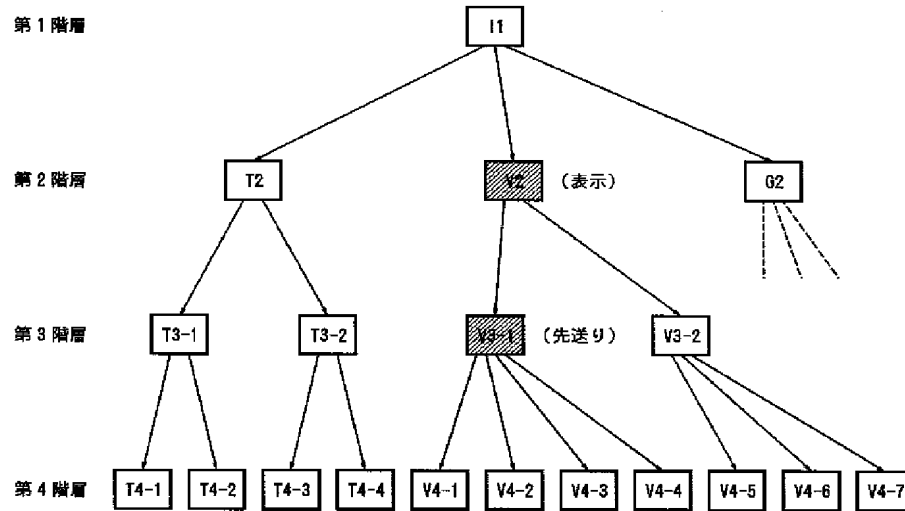 第1階層 I1
第2階層 T2 V2 (表示) G2
第3階層 T3-1 T3-2 V3-1 (先送り) V3-2
第4階層 T4-1 T4-2 T4-3 T4-4 V4-1 V4-2 V4-3 V4-4 V4-5 V4-6 V4-7